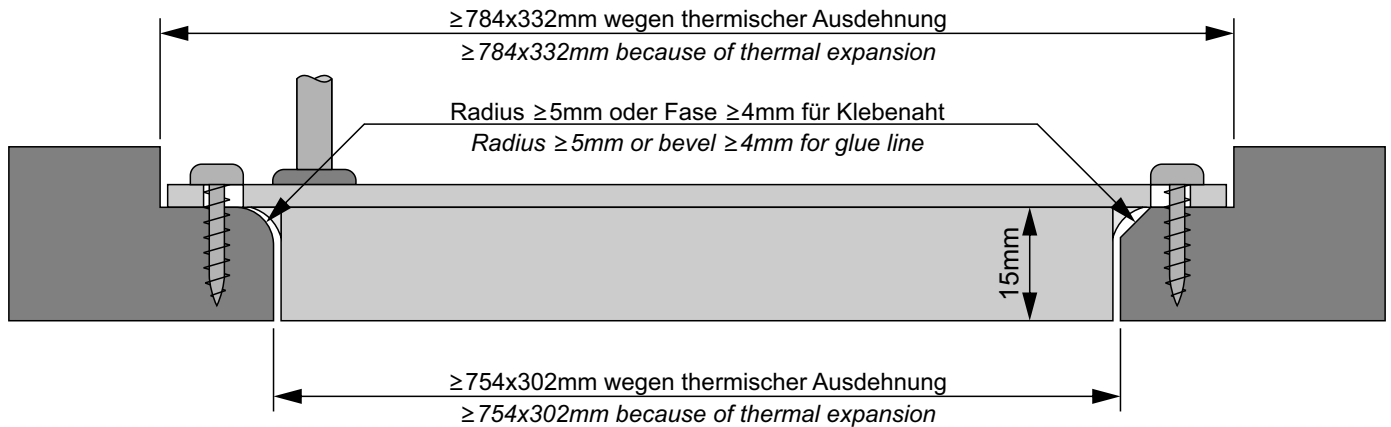 ≥784x332mm wegen thermischer Ausdehnung
≥784x332mm because of thermal expansion
Radius ≥5mm oder Fase ≥4mm für Klebenaht
Radius ≥5mm or bevel ≥4mm for glue line
15mm
≥754x302mm wegen thermischer Ausdehnung
≥754x302mm because of thermal expansion